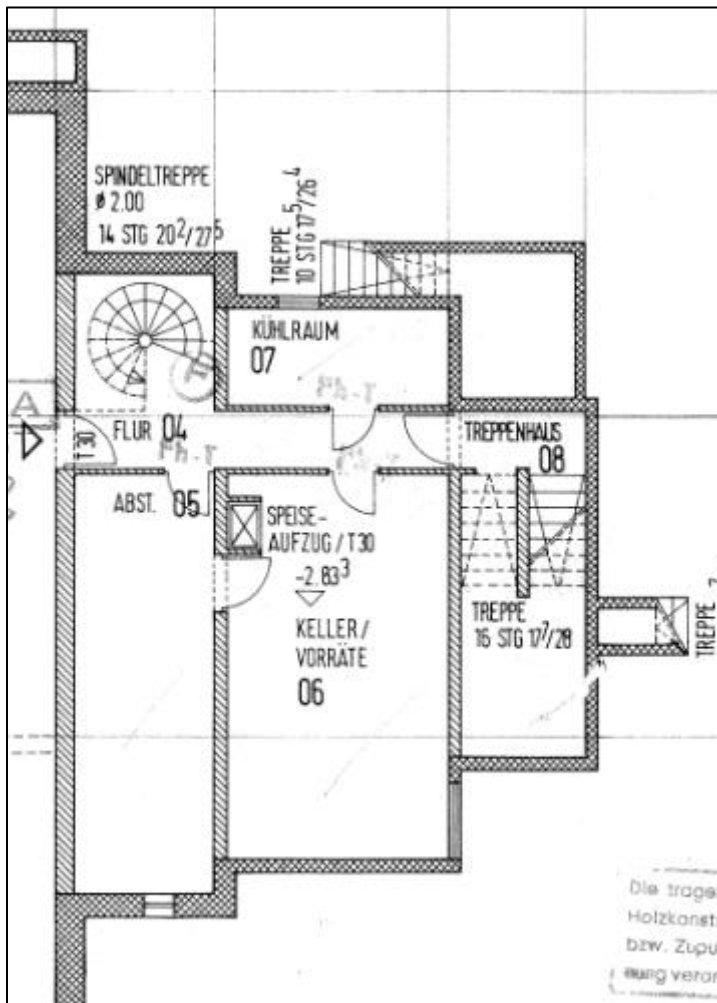 SPINDELTREPPE
ø 2.00
14 STG 20²/27⁵
TREPPE
10 STG 17⁵/26⁴
KÜHLRAUM
07
A
T 30
FLUR 04
TREPPENHAUS
08
ABST. 05
SPEISE-
AUFZUG / T30
-2.83³
KELLER/
VORRÄTE
06
TREPPE
16 STG 17⁷/28
TREPPE
Die trage
Holzkonst
bzw. Zupu